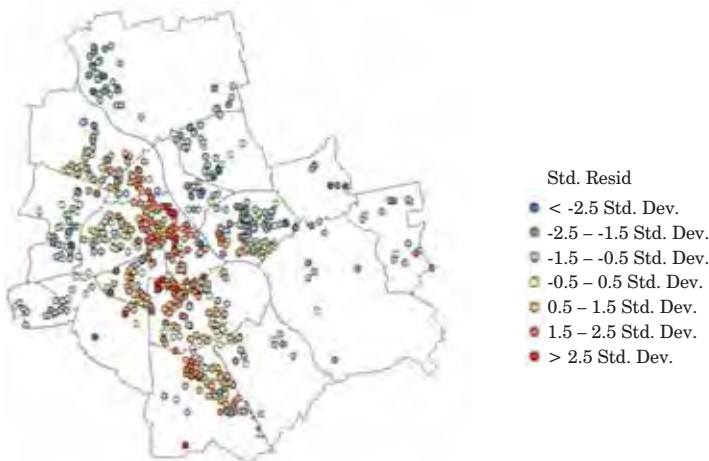 Std. Resid
< -2.5 Std. Dev.
-2.5 – -1.5 Std. Dev.
-1.5 – -0.5 Std. Dev.
-0.5 – 0.5 Std. Dev.
0.5 – 1.5 Std. Dev.
1.5 – 2.5 Std. Dev.
> 2.5 Std. Dev.